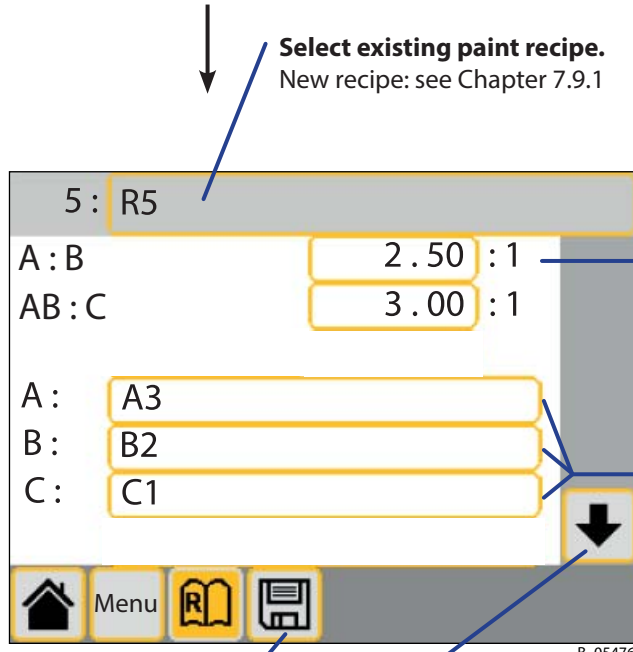 Select existing paint recipe.
New recipe: see Chapter 7.9.1
5 : R5
A : B 2 . 50 : 1
AB : C 3 . 00 : 1
A : A3
B : B2
C : C1
Menu R
B_05476